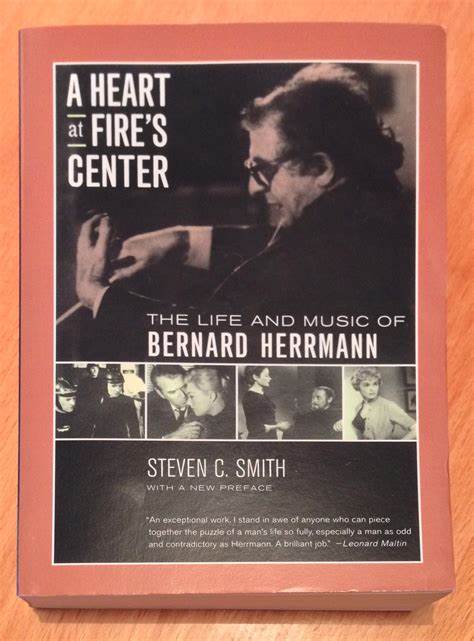 A HEART
at FIRE'S
CENTER
THE LIFE AND MUSIC OF
BERNARD HERRMANN
STEVEN C. SMITH
WITH A NEW PREFACE
"An exceptional work. I stand in awe of anyone who can piece
together the puzzle of a man's life so fully, especially a man as odd
and contradictory as Herrmann. A brilliant job." —Leonard Maltin